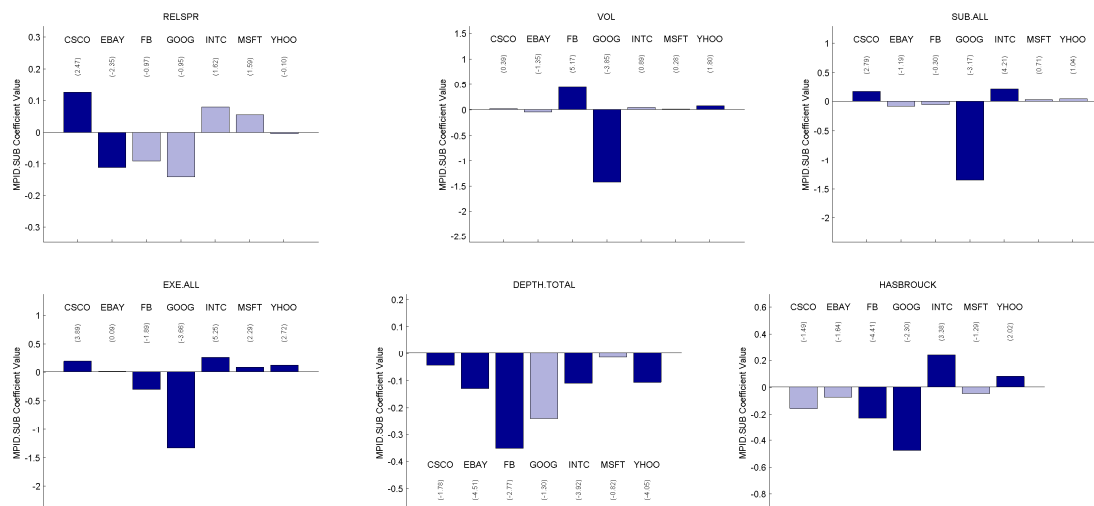 RELSPR
0.3
0.2
0.1
0
-0.1
-0.2
-0.3
MPID.SUB Coefficient Value
CSCO EBAY FB GOOG INTC MSFT YHOO
(2.47) (-2.35) (-0.97) (-0.95) (1.62) (1.59) (-0.10)
VOL
1.5
1
0.5
0
-0.5
-1
-1.5
-2
-2.5
MPID.SUB Coefficient Value
CSCO EBAY FB GOOG INTC MSFT YHOO
(0.39) (-1.35) (5.17) (-3.85) (0.89) (0.28) (1.80)
SUB.ALL
1
0.5
0
-0.5
-1
-1.5
-2
MPID.SUB Coefficient Value
CSCO EBAY FB GOOG INTC MSFT YHOO
(2.79) (-1.19) (-0.30) (-3.17) (4.21) (0.71) (1.04)
EXE.ALL
1
0.5
0
-0.5
-1
-1.5
-2
MPID.SUB Coefficient Value
CSCO EBAY FB GOOG INTC MSFT YHOO
(3.89) (0.09) (-1.89) (-3.66) (5.25) (2.29) (2.72)
DEPTH.TOTAL
0.2
0.1
0
-0.1
-0.2
-0.3
-0.4
-0.5
MPID.SUB Coefficient Value
CSCO EBAY FB GOOG INTC MSFT YHOO
(-1.78) (-4.51) (-2.77) (-1.30) (-3.92) (-0.82) (-4.05)
HASBROUCK
0.6
0.4
0.2
0
-0.2
-0.4
-0.6
-0.8
MPID.SUB Coefficient Value
CSCO EBAY FB GOOG INTC MSFT YHOO
(-1.49) (-1.64) (-4.41) (-2.30) (3.38) (-1.29) (2.02)